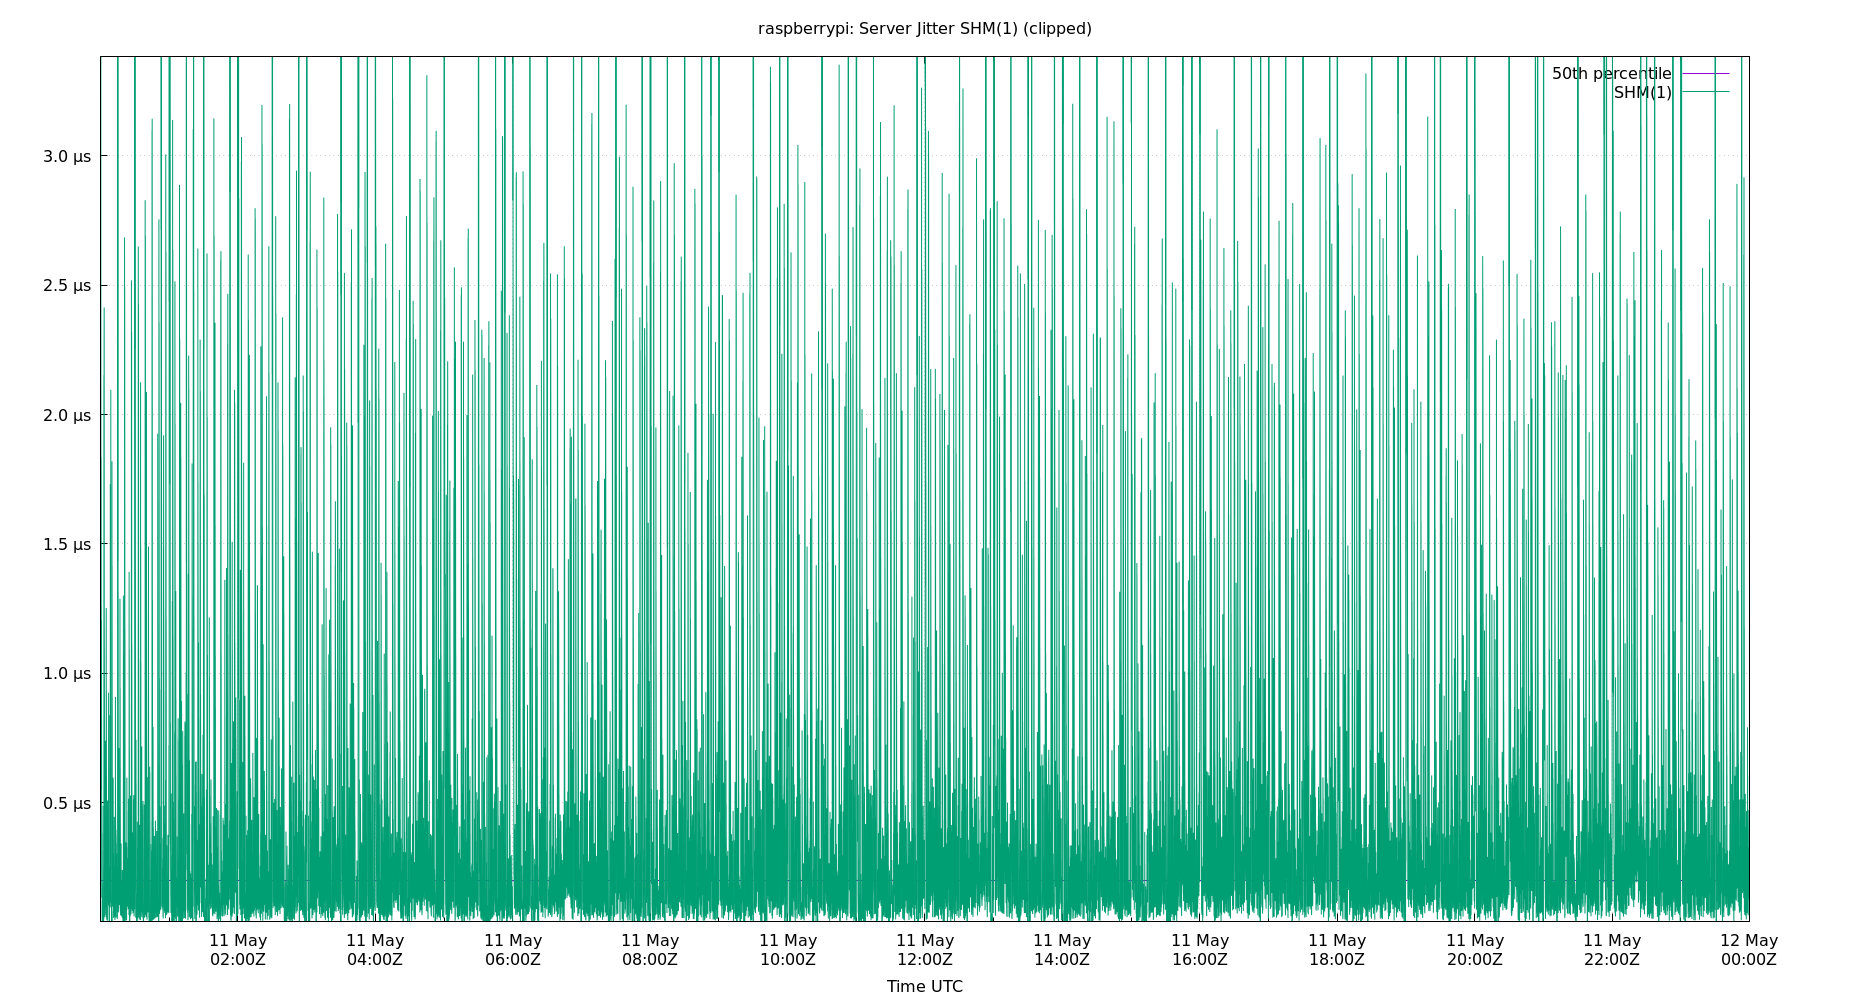 raspberrypi: Server Jitter SHM(1) (clipped)
50th percentile
SHM(1)
3.0 µs
2.5 µs
2.0 µs
1.5 µs
1.0 µs
0.5 µs
11 May 11 May 11 May 11 May 11 May 11 May 11 May 11 May 11 May 11 May 11 May 12 May
02:00Z 04:00Z 06:00Z 08:00Z 10:00Z 12:00Z 14:00Z 16:00Z 18:00Z 20:00Z 22:00Z 00:00Z
Time UTC